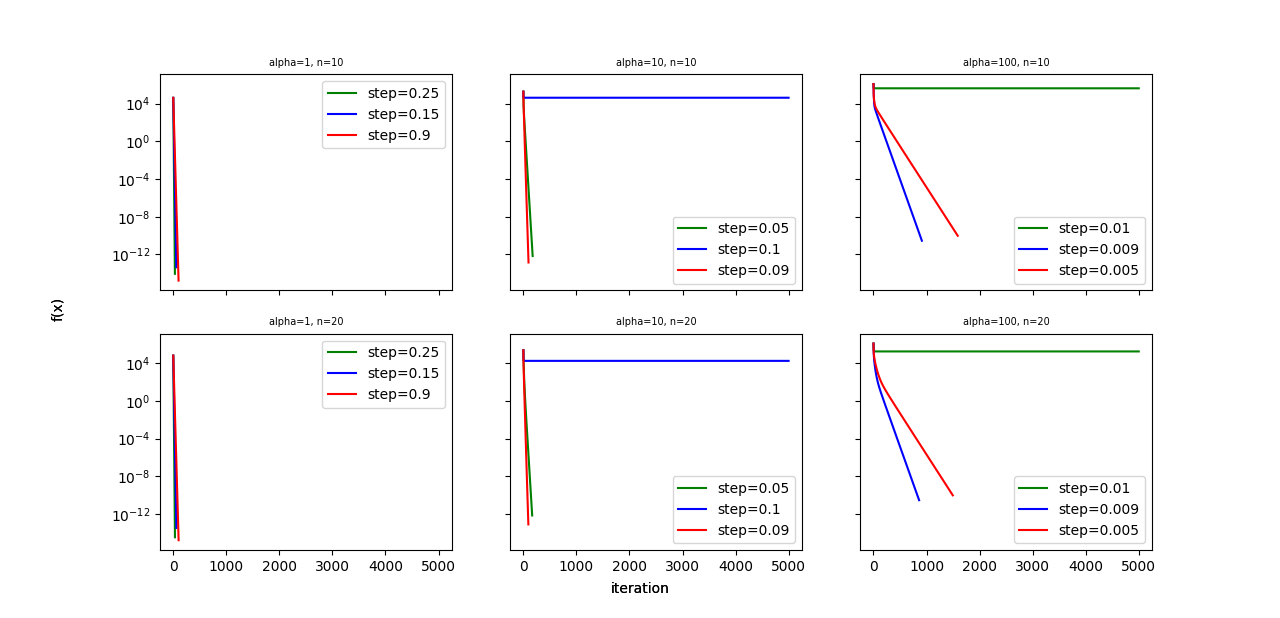 alpha=1, n=10
alpha=10, n=10
alpha=100, n=10
10^4
10^0
10^-4
10^-8
10^-12
step=0.25
step=0.15
step=0.9
step=0.05
step=0.1
step=0.09
step=0.01
step=0.009
step=0.005
f(x)
alpha=1, n=20
alpha=10, n=20
alpha=100, n=20
10^4
10^0
10^-4
10^-8
10^-12
step=0.25
step=0.15
step=0.9
step=0.05
step=0.1
step=0.09
step=0.01
step=0.009
step=0.005
0 1000 2000 3000 4000 5000
0 1000 2000 3000 4000 5000
0 1000 2000 3000 4000 5000
iteration